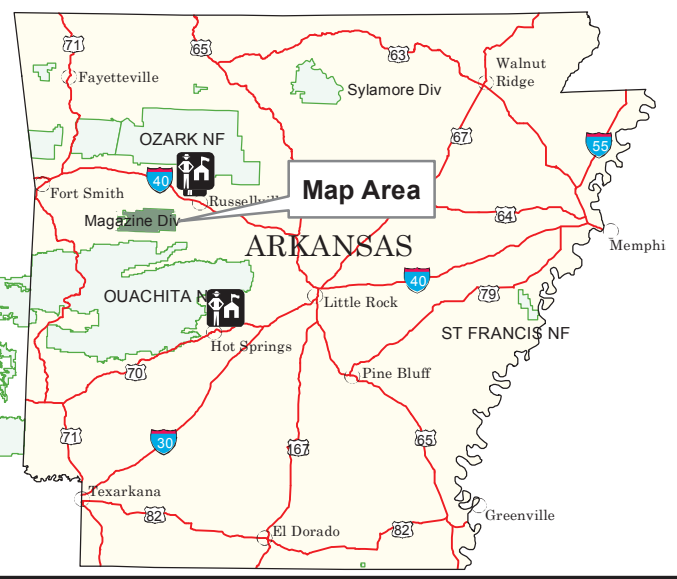 71
65
63
Walnut
Ridge
Fayetteville
Sylamore Div
67
OZARK NF
55
40
Fort Smith
Map Area
Russellvill
Magazine Div
64
ARKANSAS
Memphi
40
OUACHITA N
79
Little Rock
ST FRANCIS NF
Hot Springs
70
Pine Bluff
71
30
167
65
Texarkana
82
Greenville
El Dorado
82